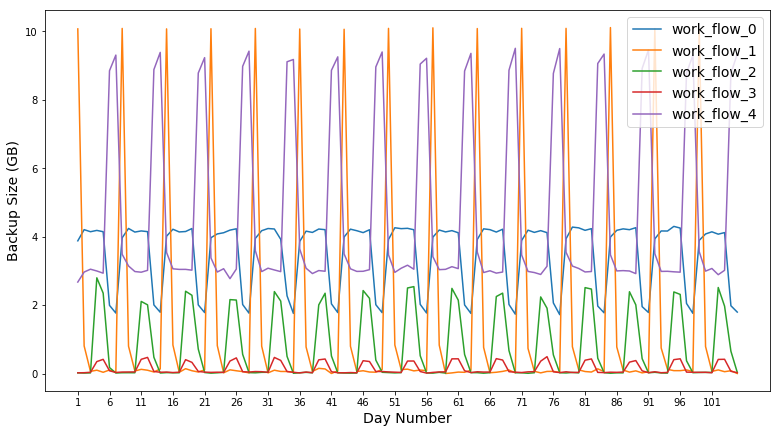 10
8
6
4
2
0
Backup Size (GB)
1 6 11 16 21 26 31 36 41 46 51 56 61 66 71 76 81 86 91 96 101
Day Number
work_flow_0
work_flow_1
work_flow_2
work_flow_3
work_flow_4